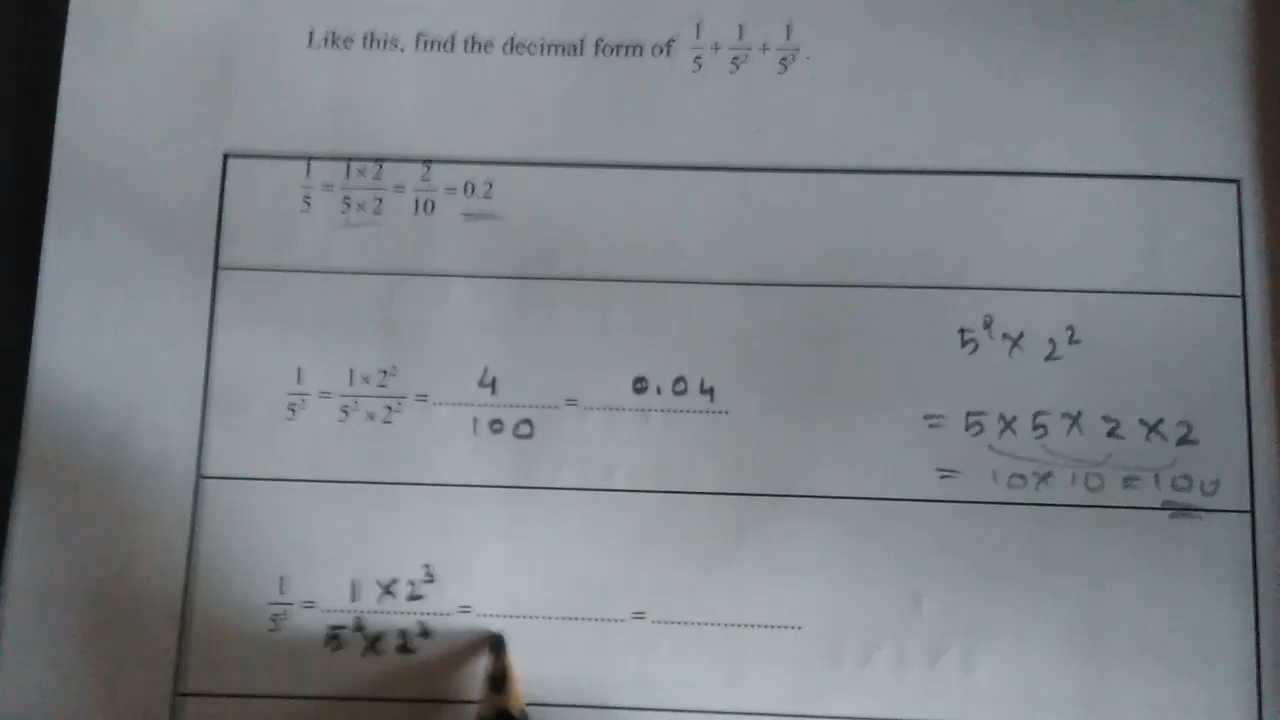 Like this, find the decimal form of 1/5 + 1/5² + 1/5³.
1/5 = 1×2/5×2 = 2/10 = 0.2
5² × 2²
1/5² = 1×2²/5²×2² = 4/100 = 0.04
= 5×5×2×2
= 10×10=100
1/5³ = 1×2³/5³×2³ = .................... = ....................